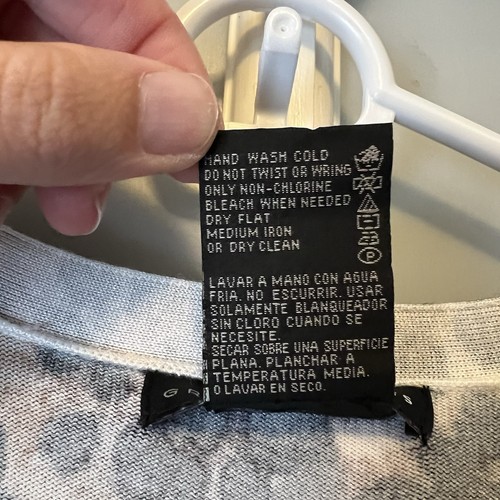 HAND WASH COLD
DO NOT TWIST OR WRING
ONLY NON-CHLORINE
BLEACH WHEN NEEDED
DRY FLAT
MEDIUM IRON
OR DRY CLEAN
P
LAVAR A MANO CON AGUA
FRIA. NO ESCURRIR. USAR
SOLAMENTE BLANQUEADOR
SIN CLORO CUANDO SE
NECESITE.
SECAR SOBRE UNA SUPERFICIE
PLANA. PLANCHAR A
TEMPERATURA MEDIA.
O LAVAR EN SECO.